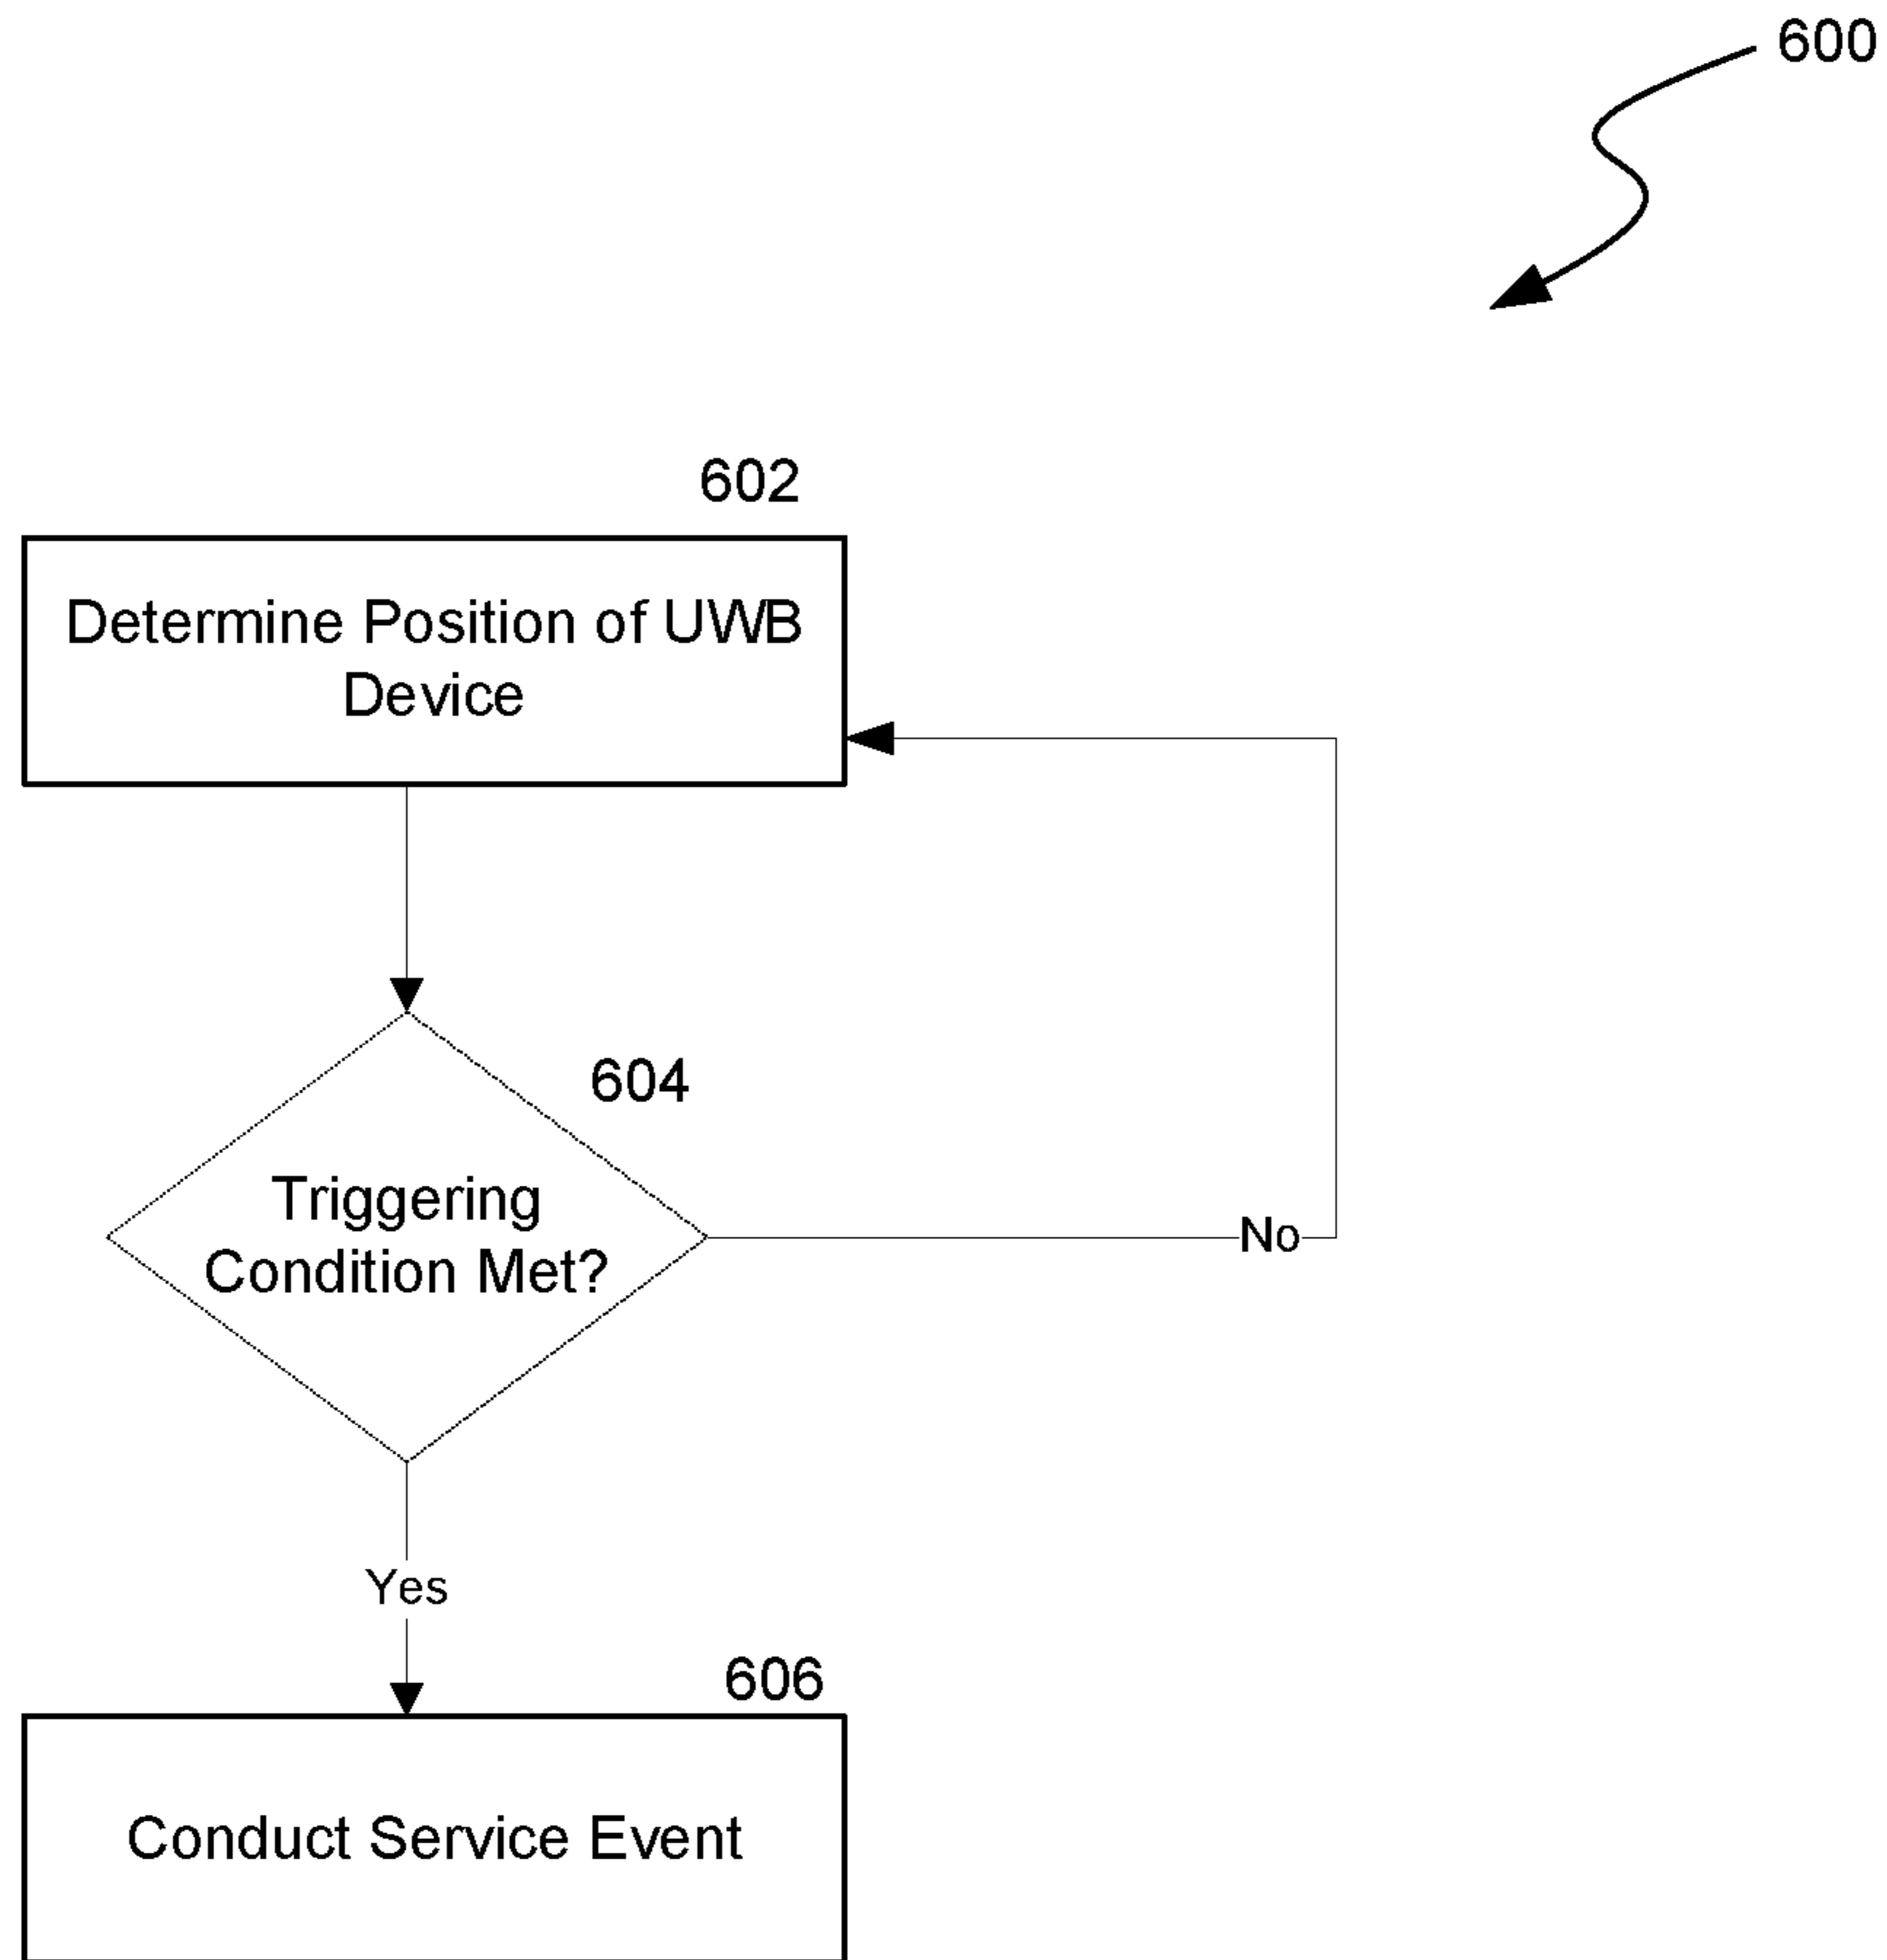 600
602
Determine Position of UWB
Device
604
Triggering
Condition Met?
No
Yes
606
Conduct Service Event